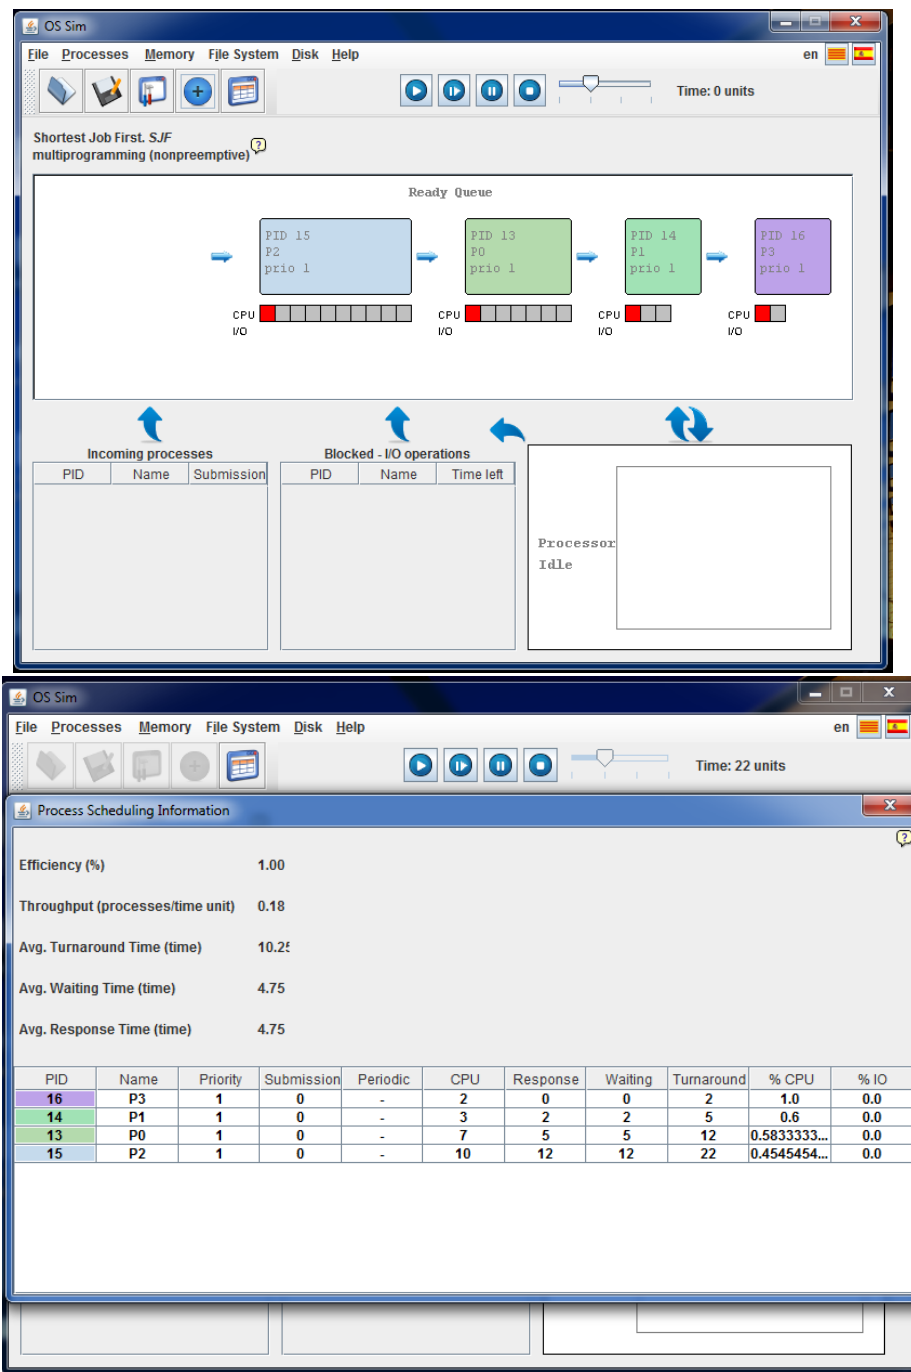 OS Sim
File Processes Memory File System Disk Help en
Time: 0 units
Shortest Job First. SJF
multiprogramming (nonpreemptive) ?
Ready Queue
PID 15 PID 13 PID 14 PID 16
P2 P0 P1 P3
prio 1 prio 1 prio 1 prio 1
CPU CPU CPU CPU
I/O I/O I/O I/O
Incoming processes Blocked - I/O operations
PID Name Submission PID Name Time left
Processor
Idle
OS Sim
File Processes Memory File System Disk Help en
Time: 22 units
Process Scheduling Information
?
Efficiency (%) 1.00
Throughput (processes/time unit) 0.18
Avg. Turnaround Time (time) 10.25
Avg. Waiting Time (time) 4.75
Avg. Response Time (time) 4.75
PID Name Priority Submission Periodic CPU Response Waiting Turnaround % CPU % IO
16 P3 1 0 - 2 0 0 2 1.0 0.0
14 P1 1 0 - 3 2 2 5 0.6 0.0
13 P0 1 0 - 7 5 5 12 0.5833333... 0.0
15 P2 1 0 - 10 12 12 22 0.4545454... 0.0